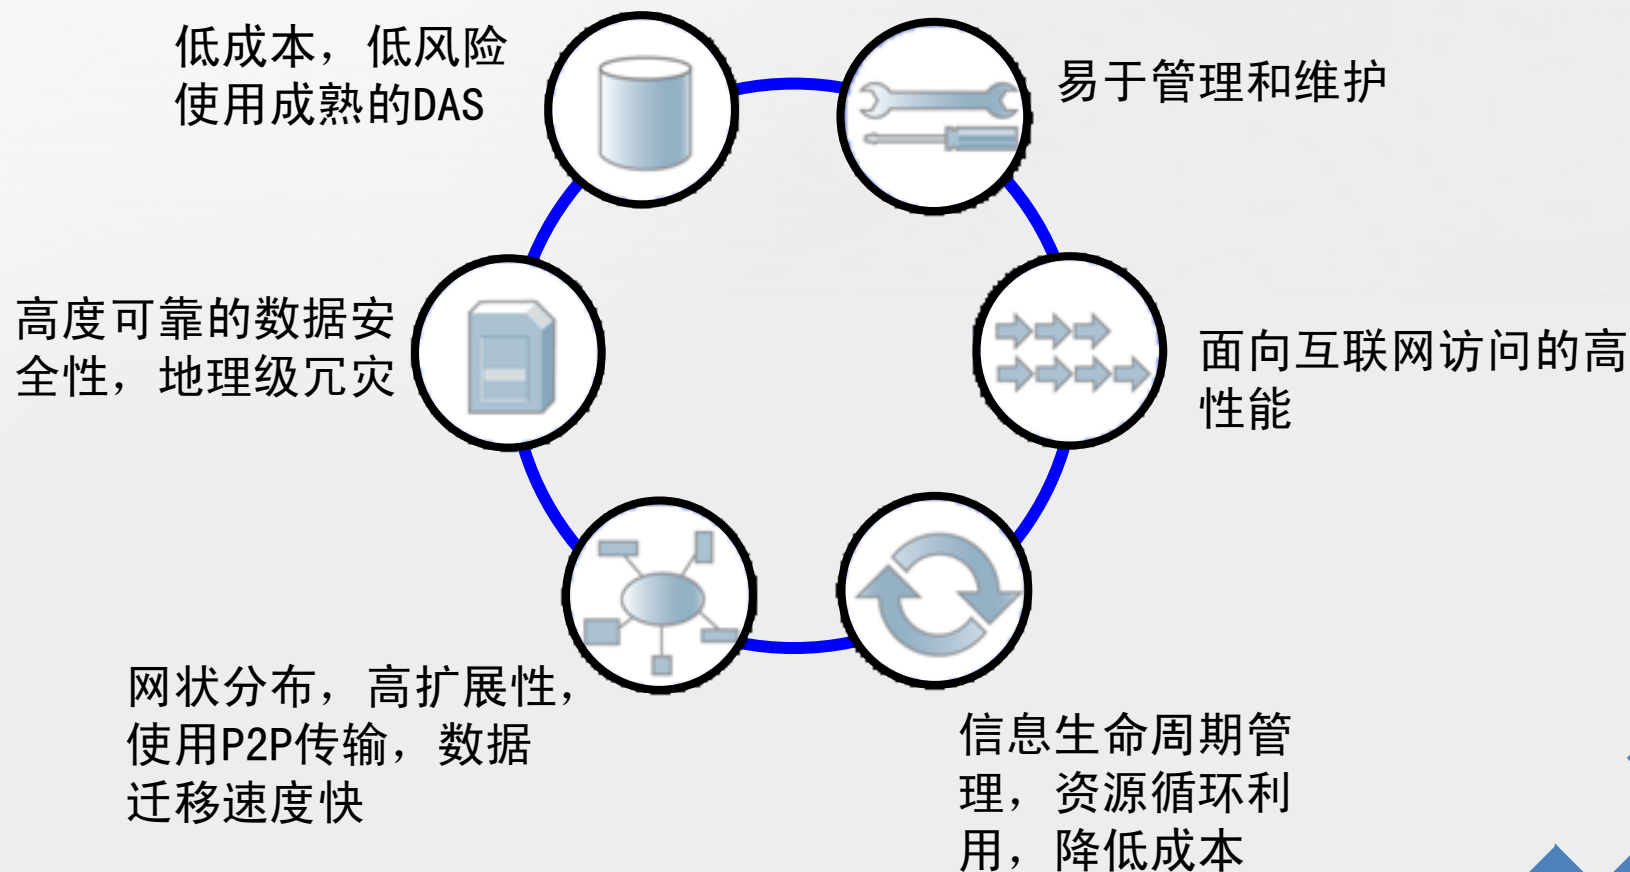 低成本，低风险
使用成熟的DAS
易于管理和维护
高度可靠的数据安
全性，地理级冗灾
面向互联网访问的高
性能
网状分布，高扩展性，
使用P2P传输，数据
迁移速度快
信息生命周期管
理，资源循环利
用，降低成本